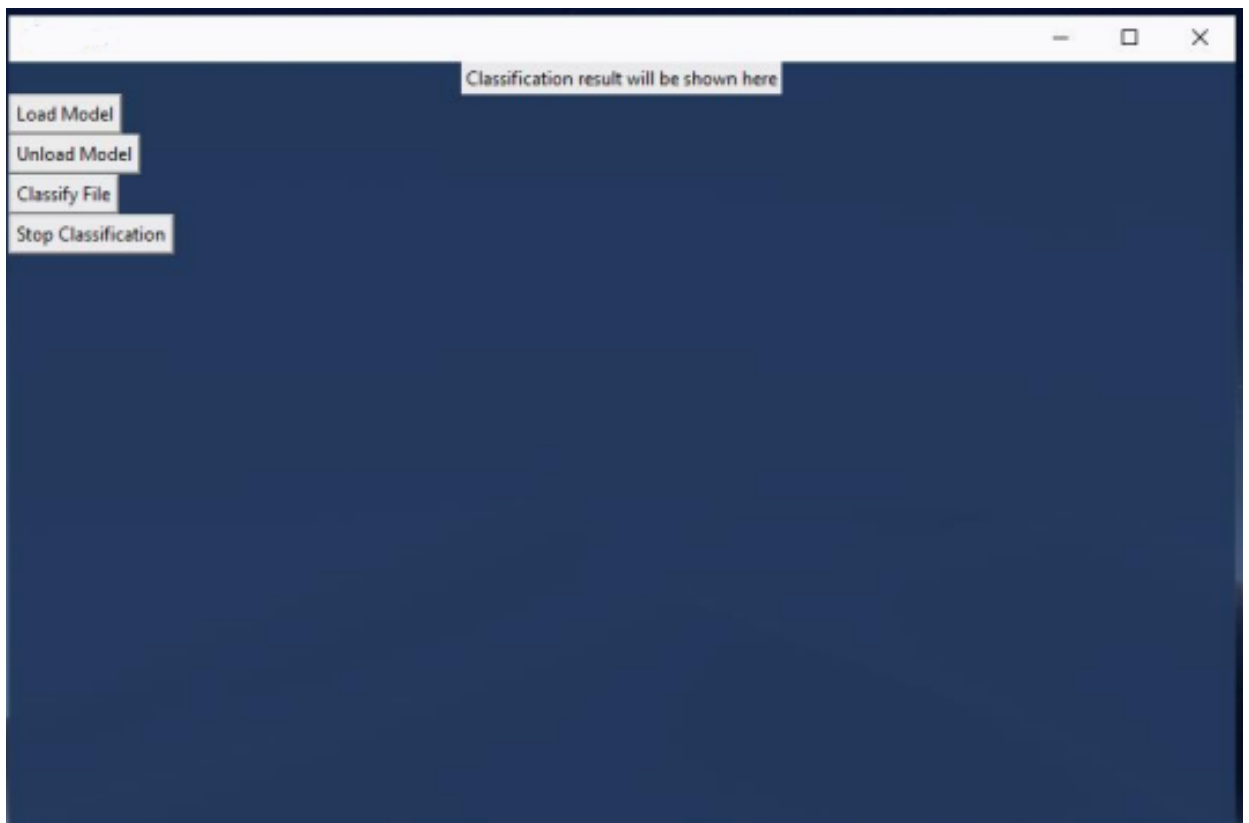 Classification result will be shown here
Load Model
Unload Model
Classify File
Stop Classification